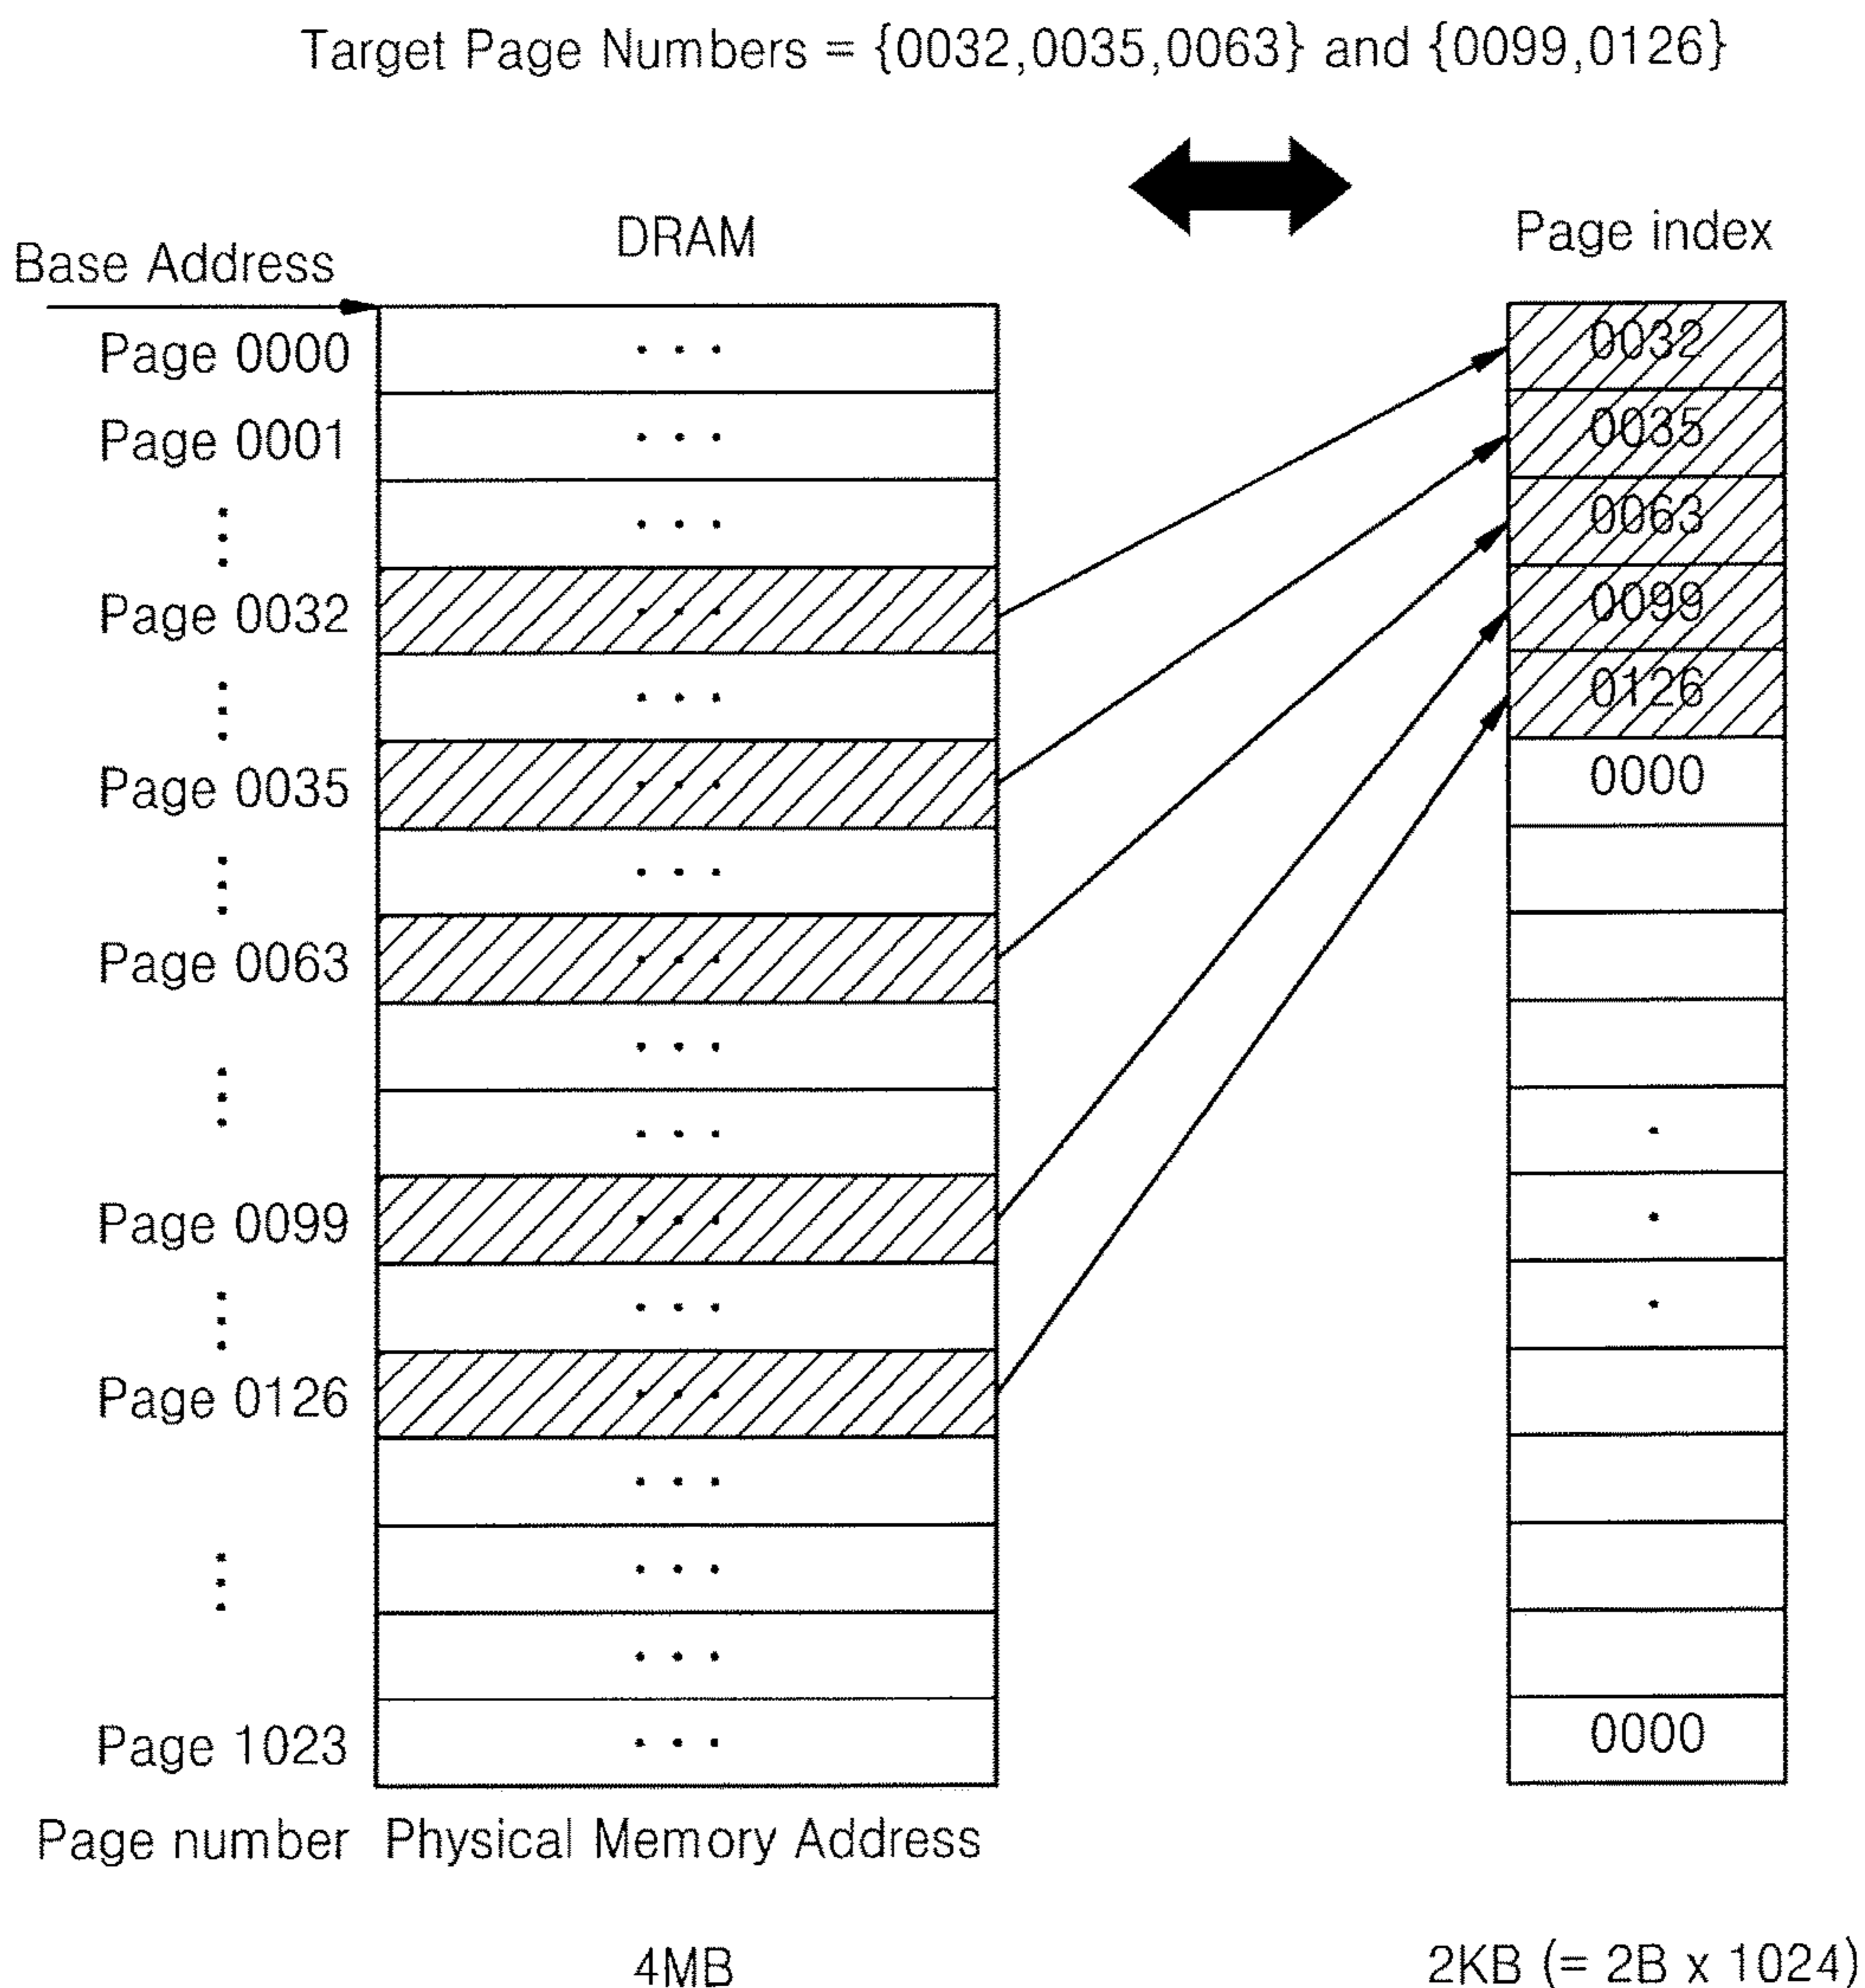 Target Page Numbers = {0032,0035,0063} and {0099,0126}
DRAM
Page index
Base Address
Page 0000
Page 0001
Page 0032
Page 0035
Page 0063
Page 0099
Page 0126
Page 1023
0032
0035
0063
0099
0126
0000
0000
Page number
Physical Memory Address
4MB
2KB (= 2B x 1024)